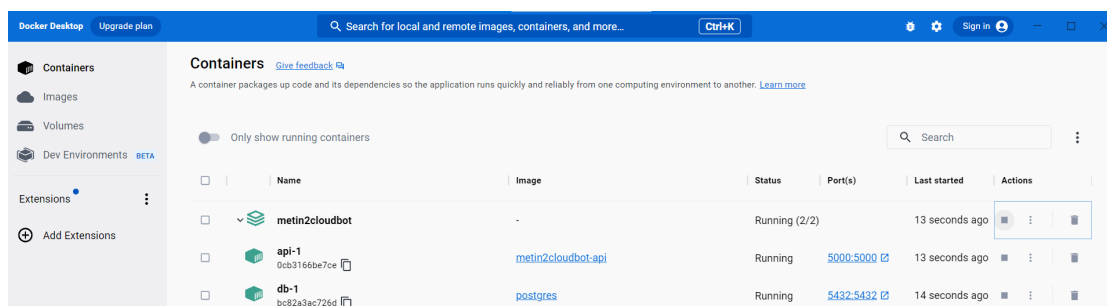 Docker Desktop Upgrade plan Search for local and remote images, containers, and more... Ctrl+K Sign in
Containers
Images
Volumes
Dev Environments BETA
Extensions
Add Extensions
Containers Give feedback
A container packages up code and its dependencies so the application runs quickly and reliably from one computing environment to another. Learn more
Only show running containers Search
Name Image Status Port(s) Last started Actions
metin2cloudbot - Running (2/2) 13 seconds ago
api-1 metin2cloudbot-api Running 5000:5000 13 seconds ago
0cb3166be7ce
db-1 postgres Running 5432:5432 14 seconds ago
bc82a3ac726d